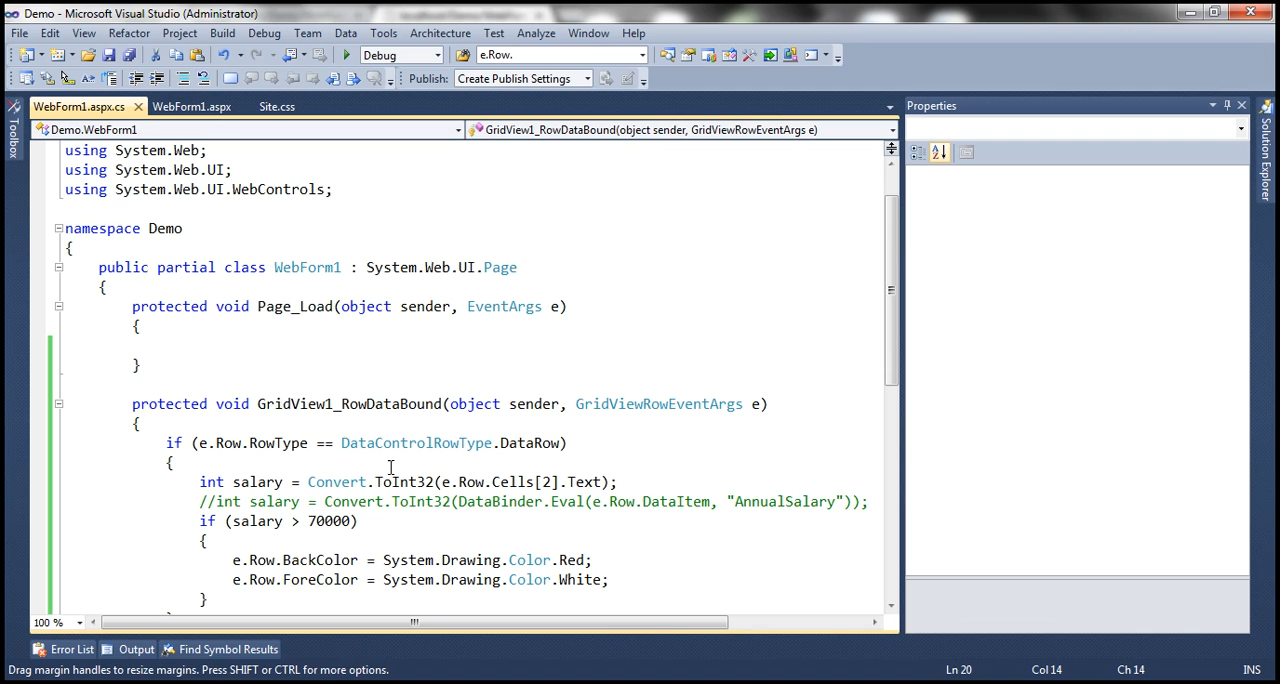 Demo - Microsoft Visual Studio (Administrator)
File Edit View Refactor Project Build Debug Team Data Tools Architecture Test Analyze Window Help
Debug e.Row.
Publish: Create Publish Settings
WebForm1.aspx.cs WebForm1.aspx Site.css
Properties
Demo.WebForm1 GridView1_RowDataBound(object sender, GridViewRowEventArgs e)
Toolbox
Solution Explorer
using System.Web;
using System.Web.UI;
using System.Web.UI.WebControls;
namespace Demo
{
public partial class WebForm1 : System.Web.UI.Page
{
protected void Page_Load(object sender, EventArgs e)
{
}
protected void GridView1_RowDataBound(object sender, GridViewRowEventArgs e)
{
if (e.Row.RowType == DataControlRowType.DataRow)
{
int salary = Convert.ToInt32(e.Row.Cells[2].Text);
//int salary = Convert.ToInt32(DataBinder.Eval(e.Row.DataItem, "AnnualSalary"));
if (salary > 70000)
{
e.Row.BackColor = System.Drawing.Color.Red;
e.Row.ForeColor = System.Drawing.Color.White;
}
100 %
Error List Output Find Symbol Results
Drag margin handles to resize margins. Press SHIFT or CTRL for more options. Ln 20 Col 14 Ch 14 INS